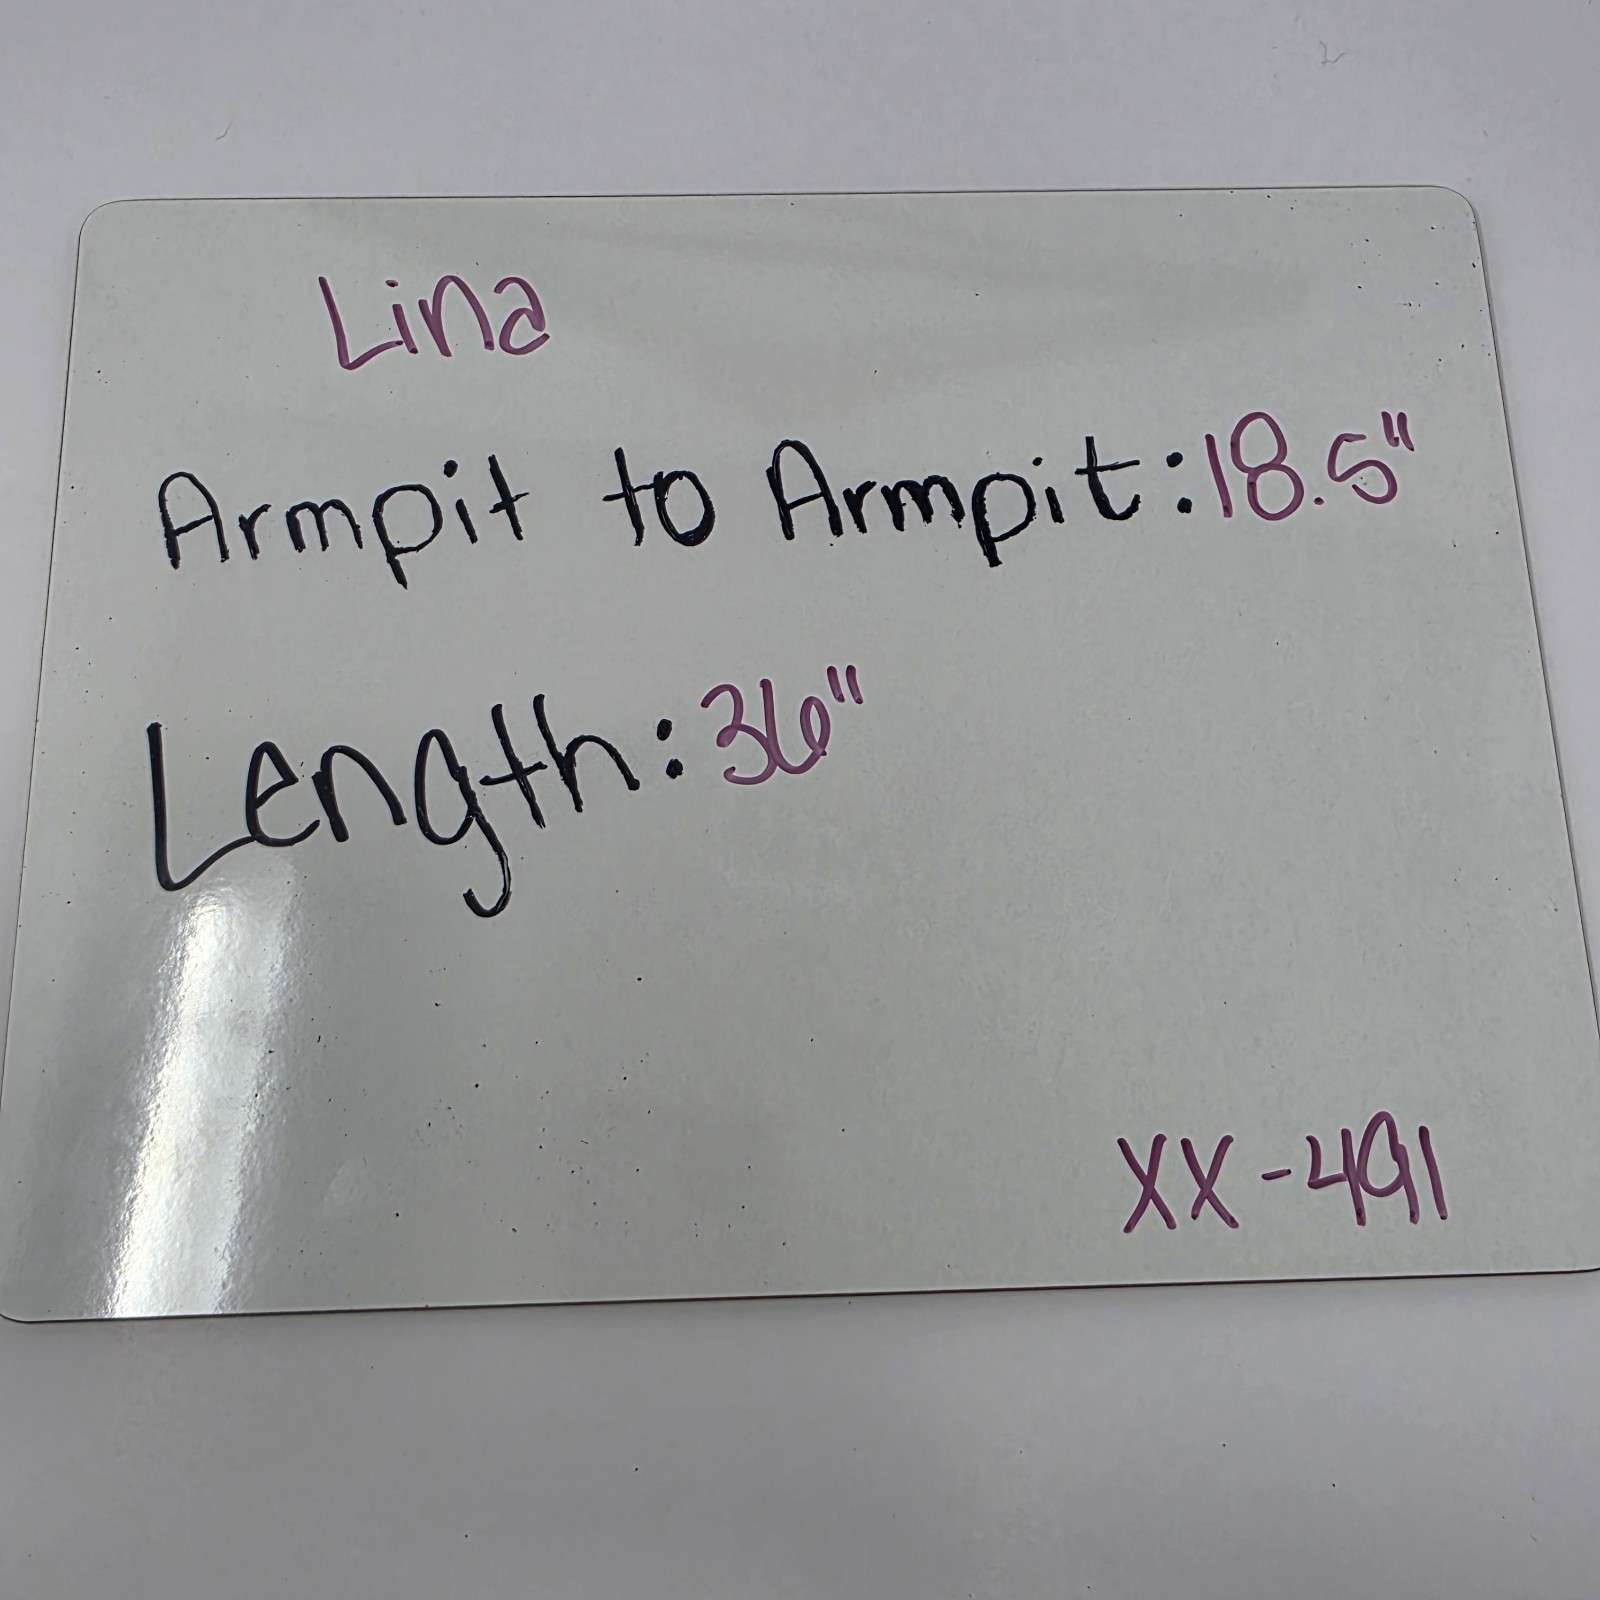 Lina
Armpit to Armpit: 18.5"
Length: 36"
XX-491